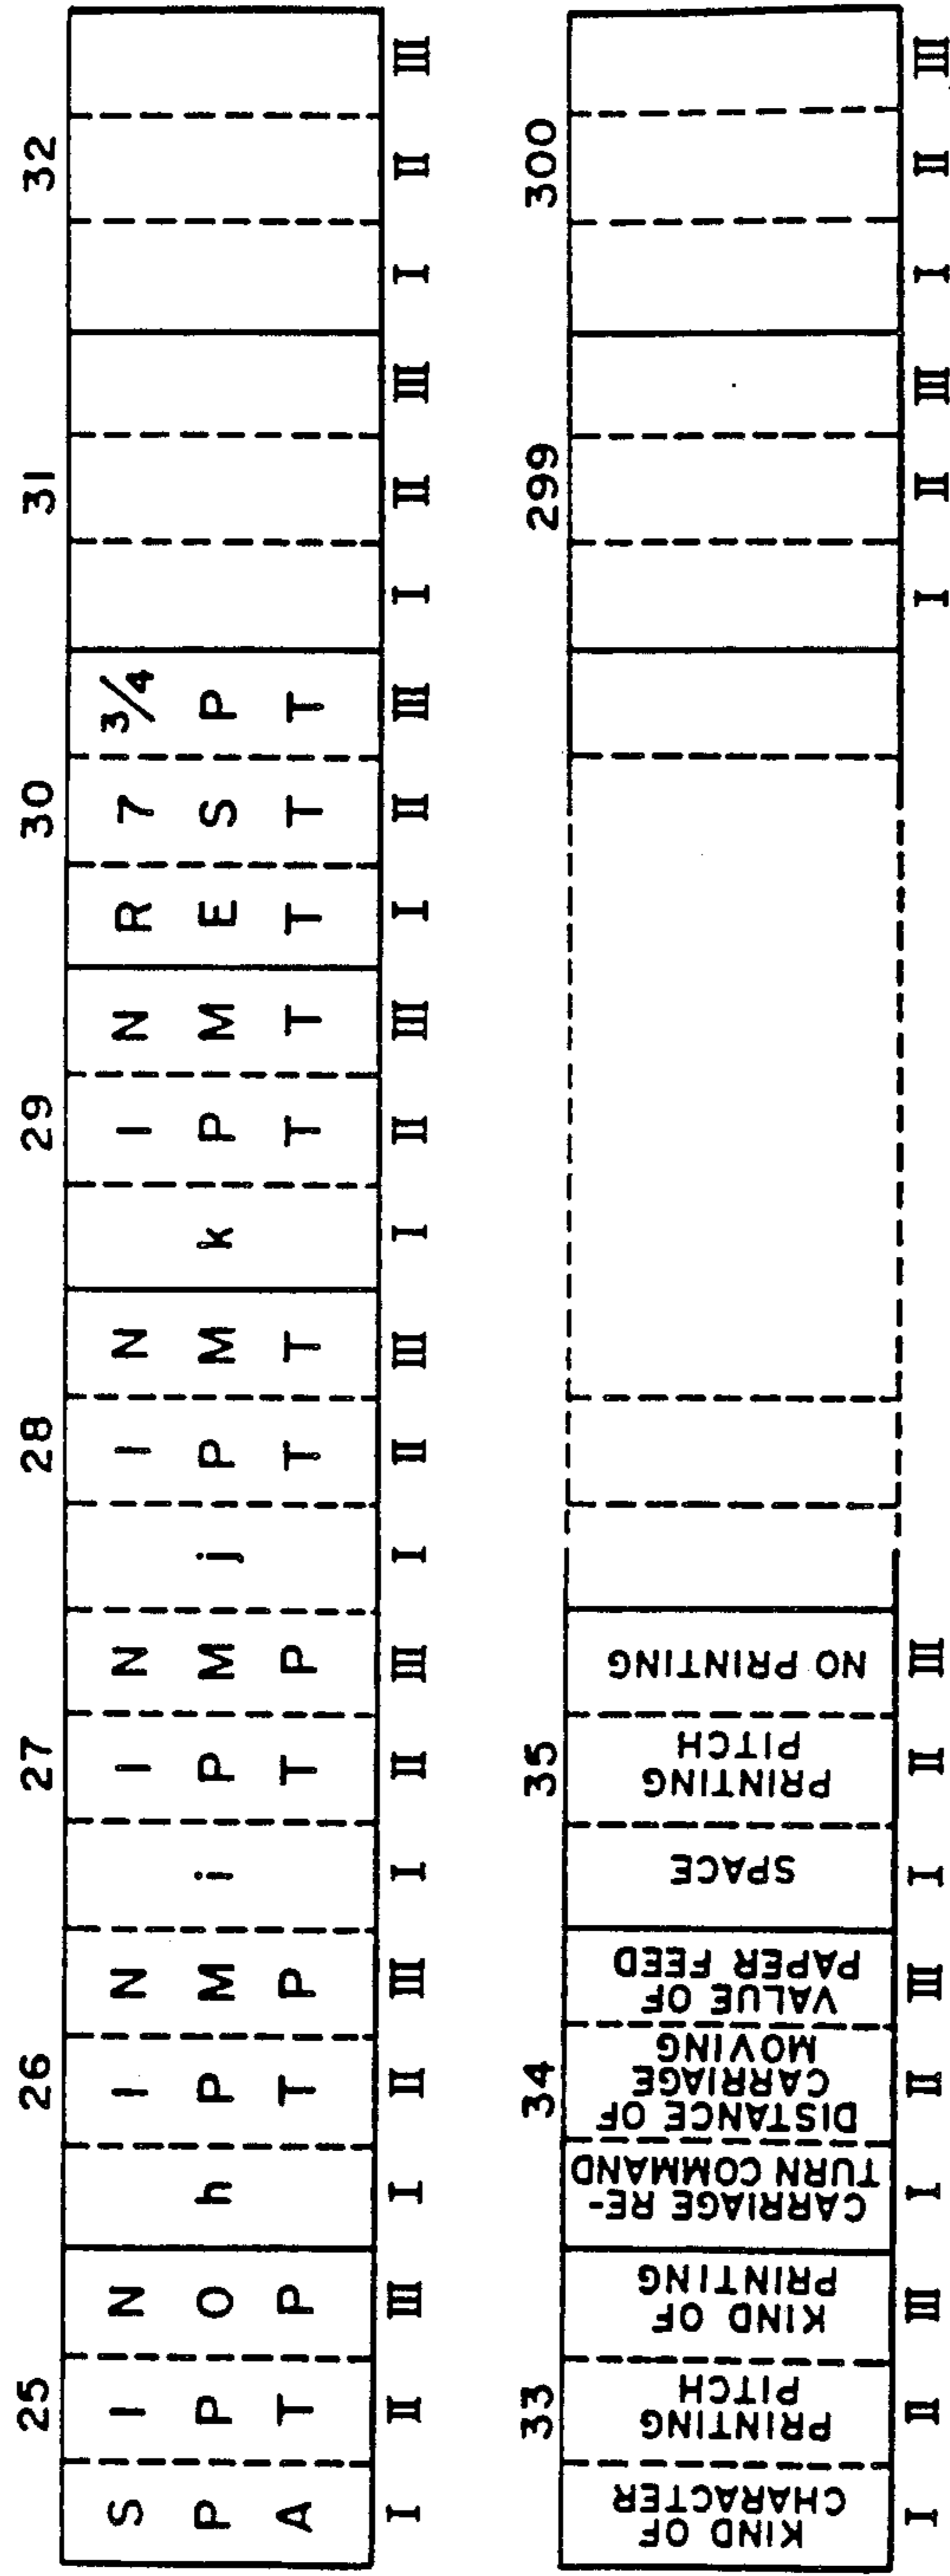 25 26 27 28 29 30 31 32
S I N I N I N I N I N R 7 3/4
P P O h P M i P M j P M k P M E S P
A T P T P T P T T T T T T T
I II III I II III I II III I II III I II III I II III I II III I II III
33 34 35 299 300
KIND OF
CHARACTER
PRINTING
PITCH
KIND OF
PRINTING
CARRIAGE RE-
TURN COMMAND
DISTANCE OF
CARRIAGE
MOVING
VALUE OF
PAPER FEED
SPACE
PRINTING
PITCH
NO PRINTING
I II III I II III I II III I II III I II III